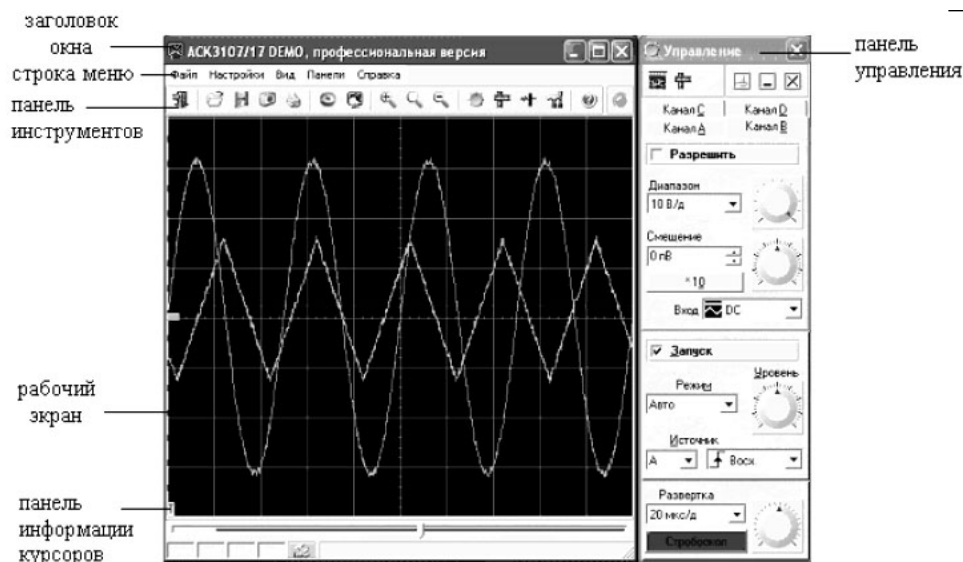 заголовок
окна
строка меню
панель
инструментов
рабочий
экран
панель
информации
курсоров
АСК3107/17 DEMO, профессиональная версия
Файл Настройки Вид Панели Справка
Управление
Канал C Канал D
Канал A Канал B
Разрешить
Диапазон
10 В/д
Смещение
0 пВ
*10
Вход DC
Запуск
Уровень
Режим
Авто
Источник
A Восх.
Развертка
20 мкс/д
Стробоскоп
панель
управления